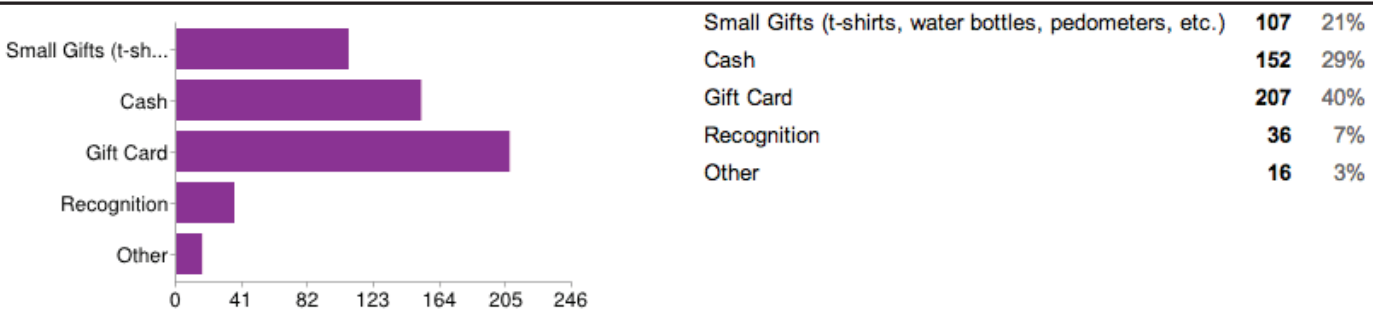 Small Gifts (t-sh...
Cash
Gift Card
Recognition
Other
0 41 82 123 164 205 246
Small Gifts (t-shirts, water bottles, pedometers, etc.) 107 21%
Cash 152 29%
Gift Card 207 40%
Recognition 36 7%
Other 16 3%